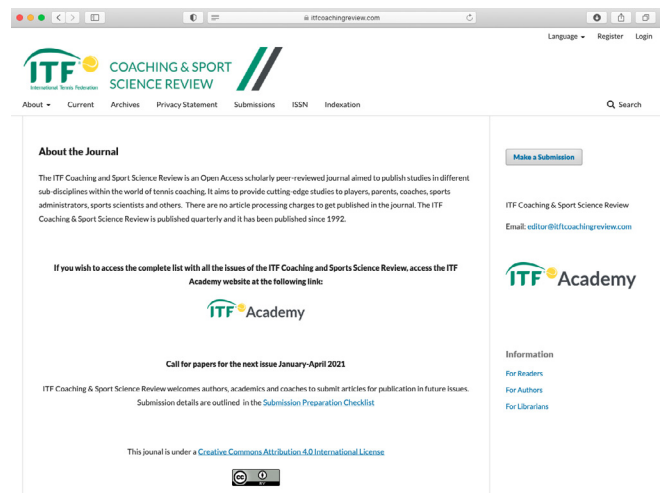 itfcoachingreview.com
Language Register Login
ITF
International Tennis Federation
COACHING & SPORT
SCIENCE REVIEW
About Current Archives Privacy Statement Submissions ISSN Indexation Search
About the Journal
The ITF Coaching and Sport Science Review is an Open Access scholarly peer-reviewed journal aimed to publish studies in different
sub-disciplines within the world of tennis coaching. It aims to provide cutting-edge studies to players, parents, coaches, sports
administrators, sports scientists and others. There are no article processing charges to get published in the journal. The ITF
Coaching & Sport Science Review is published quarterly and it has been published since 1992.
If you wish to access the complete list with all the issues of the ITF Coaching and Sports Science Review, access the ITF
Academy website at the following link:
ITF Academy
Call for papers for the next issue January-April 2021
ITF Coaching & Sport Science Review welcomes authors, academics and coaches to submit articles for publication in future issues.
Submission details are outlined in the Submission Preparation Checklist
This jounal is under a Creative Commons Attribution 4.0 International License
cc
BY
Make a Submission
ITF Coaching & Sport Science Review
Email: editor@itftcoachingreview.com
ITF Academy
Information
For Readers
For Authors
For Librarians